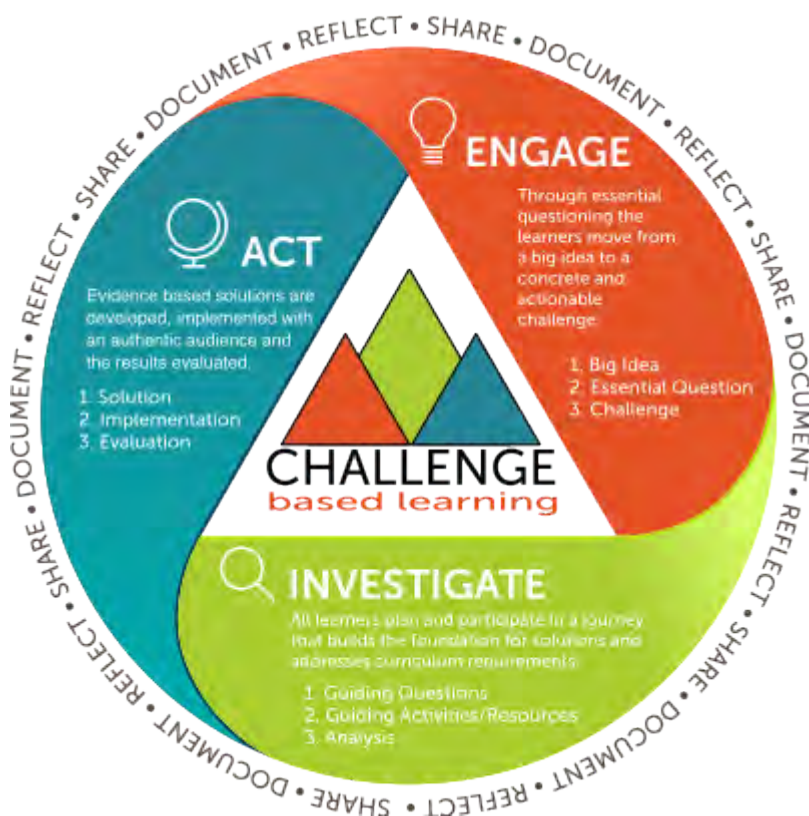 DOCUMENT • REFLECT • SHARE • DOCUMENT • REFLECT • SHARE • DOCUMENT • REFLECT • SHARE • DOCUMENT • REFLECT • SHARE • DOCUMENT • REFLECT • SHARE • DOCUMENT • REFLECT • SHARE •
ENGAGE
Through essential
questioning the
learners move from
a big idea to a
concrete and
actionable
challenge.
1. Big Idea
2. Essential Question
3. Challenge
ACT
Evidence based solutions are
developed, implemented with
an authentic audience and
the results evaluated.
1. Solution
2. Implementation
3. Evaluation
CHALLENGE
based learning
INVESTIGATE
All learners plan and participate in a journey
that builds the foundation for solutions and
addresses curriculum requirements.
1. Guiding Questions
2. Guiding Activities/Resources
3. Analysis